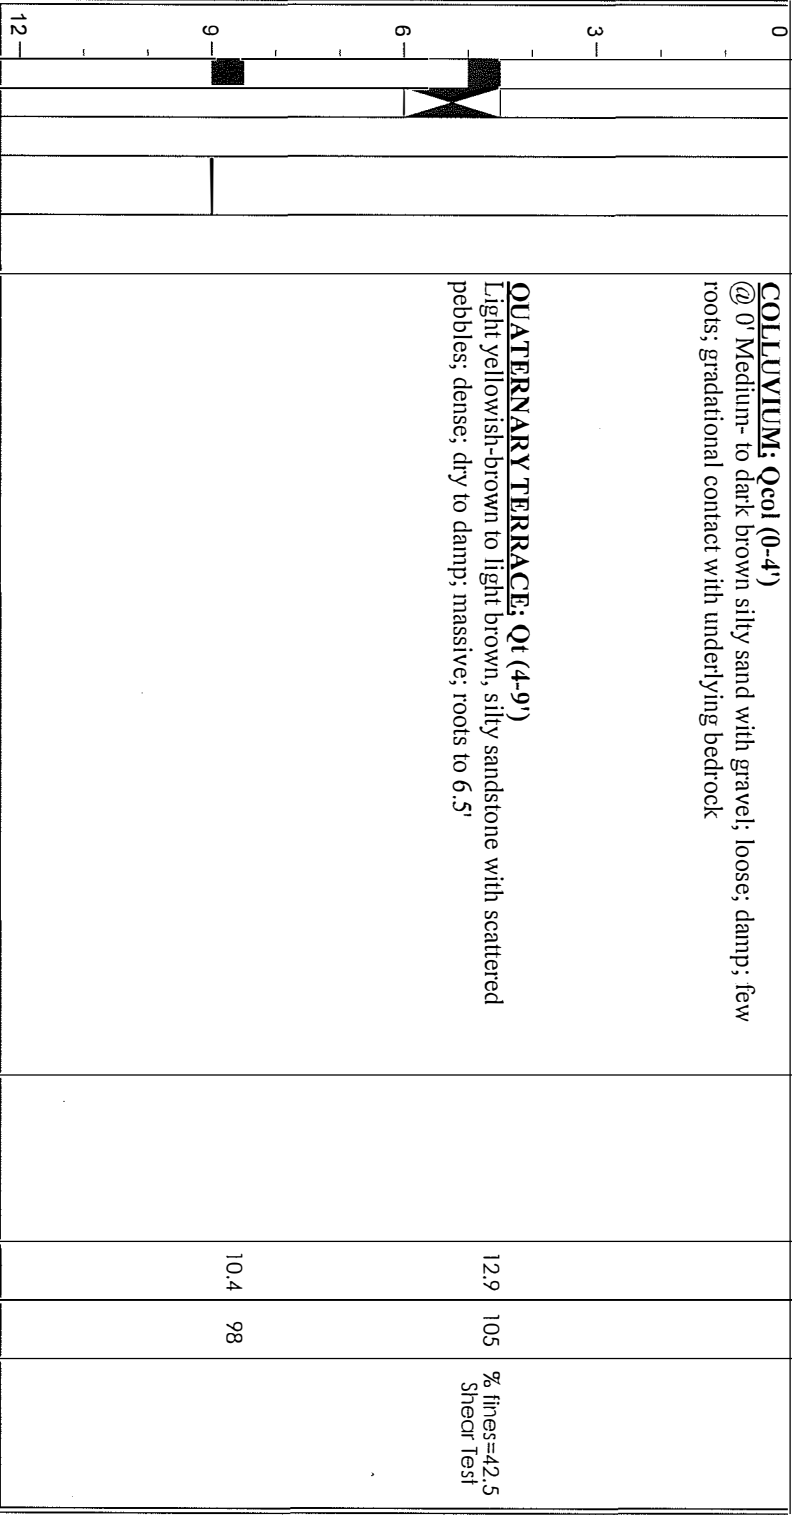 0
COLLUVIUM; Qcol (0-4')
@ 0' Medium- to dark brown silty sand with gravel; loose; damp; few
roots; gradational contact with underlying bedrock
3
QUATERNARY TERRACE; Qt (4-9')
Light yellowish-brown to light brown, silty sandstone with scattered
pebbles; dense; dry to damp; massive; roots to 6.5'
12.9 105 % fines=42.5
Shear Test
6
9
10.4 98
12